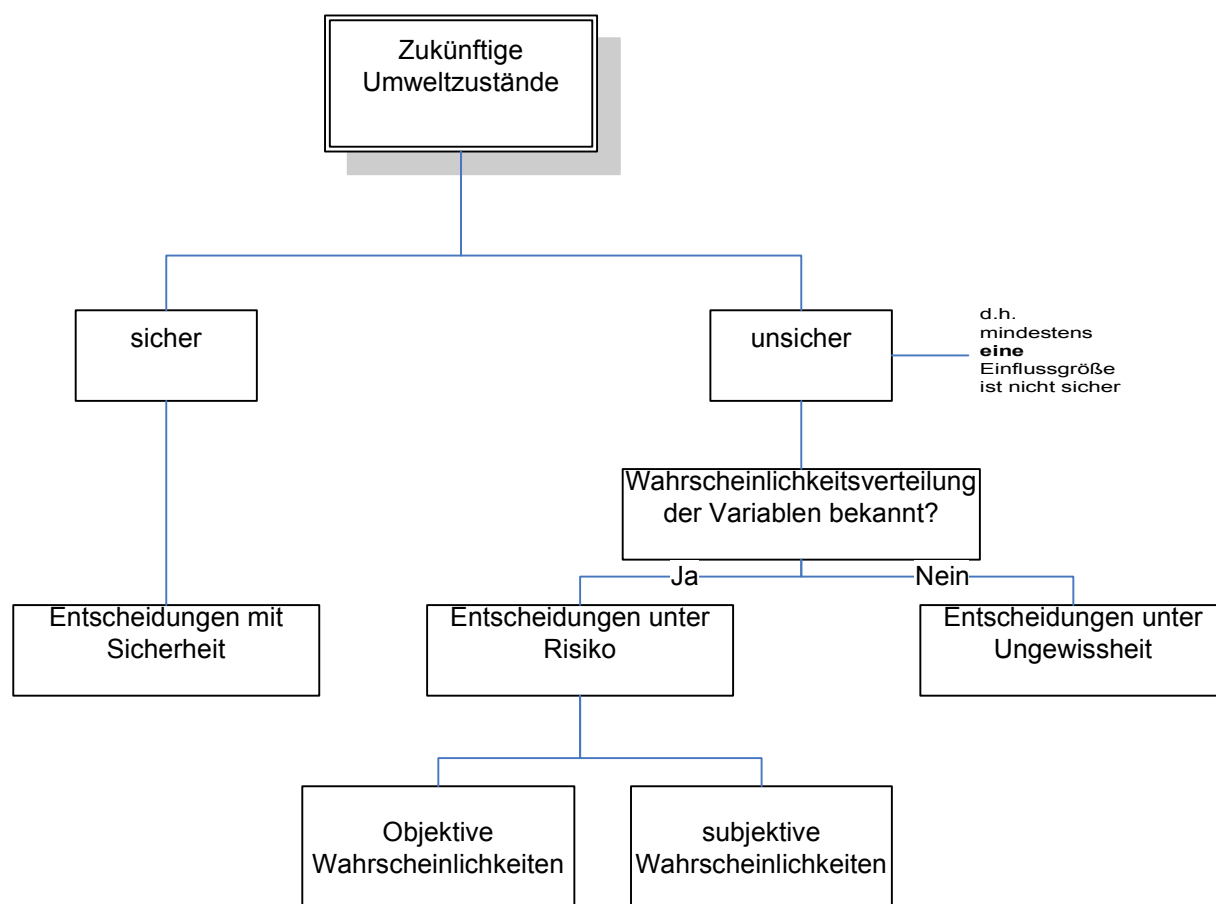 Zukünftige
Umweltzustände
sicher
unsicher
d.h.
mindestens
eine
Einflussgröße
ist nicht sicher
Wahrscheinlichkeitsverteilung
der Variablen bekannt?
Ja
Nein
Entscheidungen mit
Sicherheit
Entscheidungen unter
Risiko
Entscheidungen unter
Ungewissheit
Objektive
Wahrscheinlichkeiten
subjektive
Wahrscheinlichkeiten